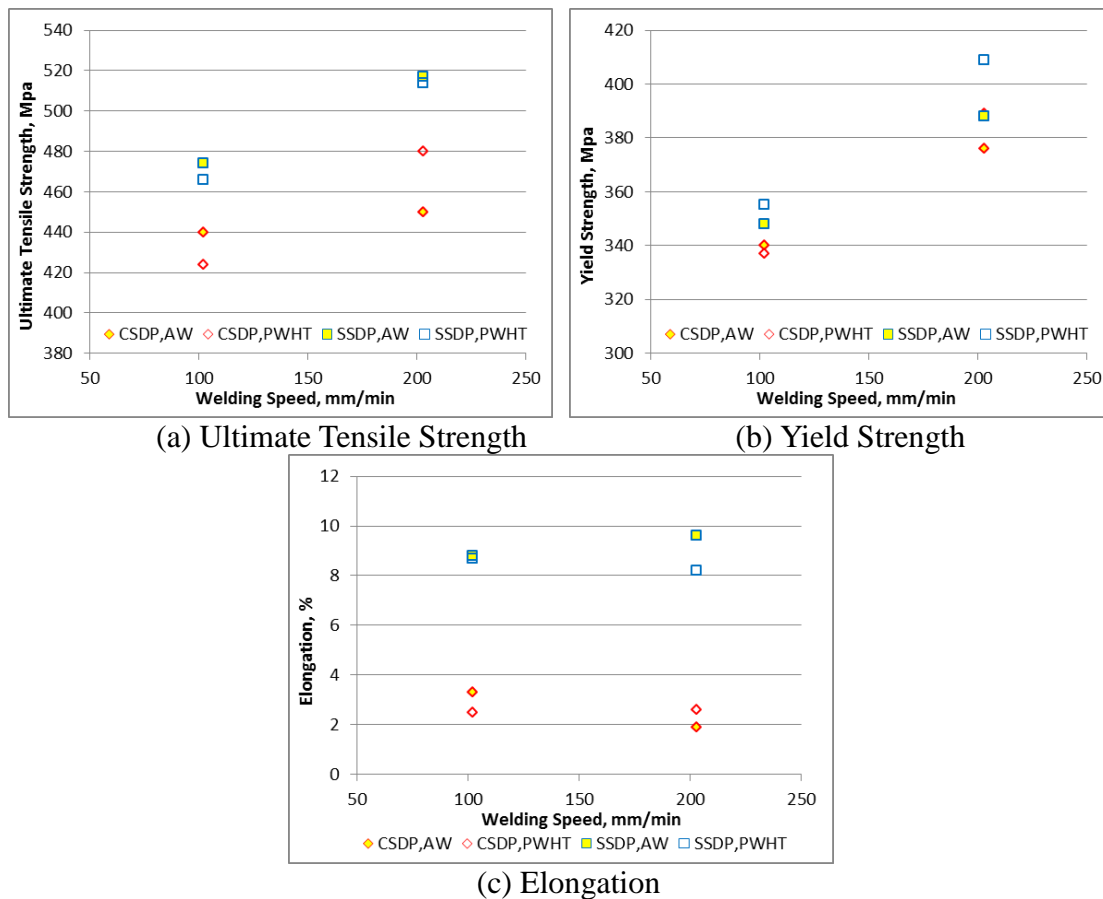 Ultimate Tensile Strength, Mpa
540
520
500
480
460
440
420
400
380
CSDP,AW CSDP,PWHT SSDP,AW SSDP,PWHT
50 100 150 200 250
Welding Speed, mm/min
(a) Ultimate Tensile Strength
Yield Strength, Mpa
420
400
380
360
340
320
300
CSDP,AW CSDP,PWHT SSDP,AW SSDP,PWHT
50 100 150 200 250
Welding Speed, mm/min
(b) Yield Strength
Elongation, %
12
10
8
6
4
2
0
50 100 150 200 250
Welding Speed, mm/min
CSDP,AW CSDP,PWHT SSDP,AW SSDP,PWHT
(c) Elongation